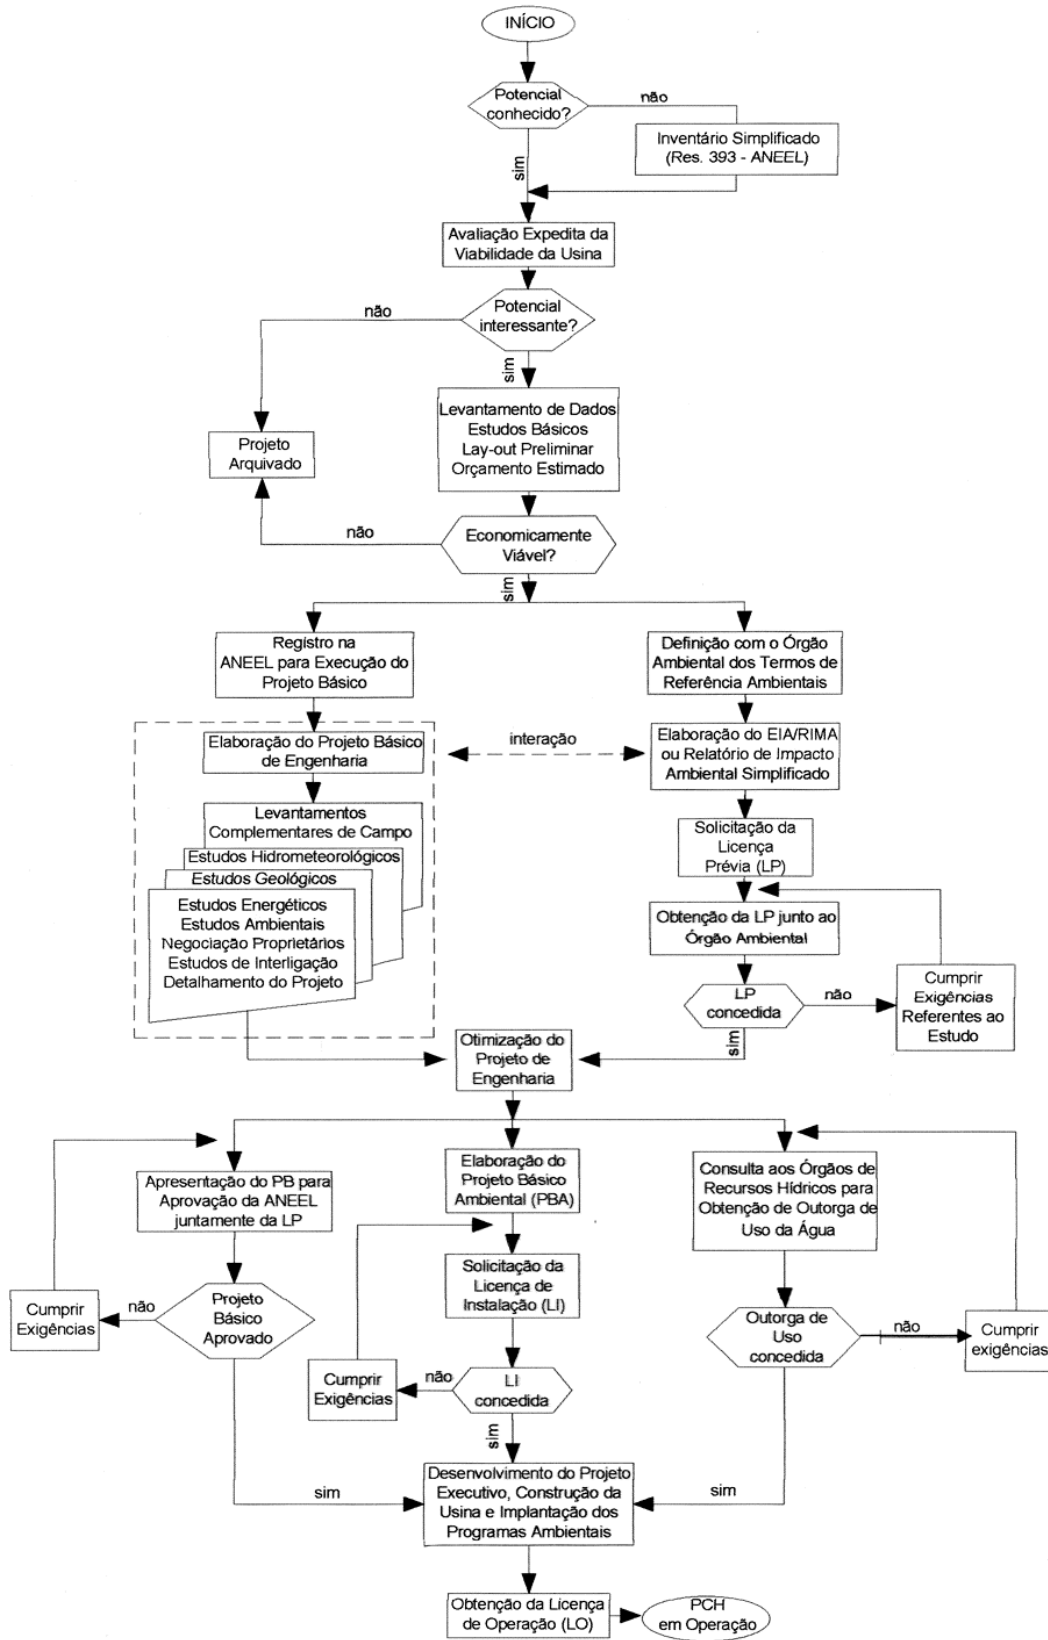 INÍCIO
Potencial
conhecido?
não
Inventário Simplificado
(Res. 393 - ANEEL)
sim
Avaliação Expedita da
Viabilidade da Usina
Potencial
interessante?
não
sim
Levantamento de Dados
Estudos Básicos
Lay-out Preliminar
Orçamento Estimado
Projeto
Arquivado
não
Economicamente
Viável?
sim
Registro na
ANEEL para Execução do
Projeto Básico
Definição com o Órgão
Ambiental dos Termos de
Referência Ambientais
Elaboração do Projeto Básico
de Engenharia
interação
Elaboração do EIA/RIMA
ou Relatório de Impacto
Ambiental Simplificado
Levantamentos
Complementares de Campo
Estudos Hidrometeorológicos
Estudos Geológicos
Estudos Energéticos
Estudos Ambientais
Negociação Proprietários
Estudos de Interligação
Detalhamento do Projeto
Solicitação da
Licença
Prévia (LP)
Obtenção da LP junto ao
Órgão Ambiental
LP
concedida
não
Cumprir
Exigências
Referentes ao
Estudo
sim
Otimização do
Projeto de
Engenharia
Apresentação do PB para
Aprovação da ANEEL
juntamente da LP
Elaboração do
Projeto Básico
Ambiental (PBA)
Consulta aos Órgãos de
Recursos Hídricos para
Obtenção de Outorga de
Uso da Água
Solicitação da
Licença de
Instalação (LI)
Cumprir
Exigências
não
Projeto
Básico
Aprovado
Outorga de
Uso
concedida
não
Cumprir
exigências
Cumprir
Exigências
não
LI
concedida
sim
sim
sim
Desenvolvimento do Projeto
Executivo, Construção da
Usina e Implantação dos
Programas Ambientais
Obtenção da Licença
de Operação (LO)
PCH
em Operação